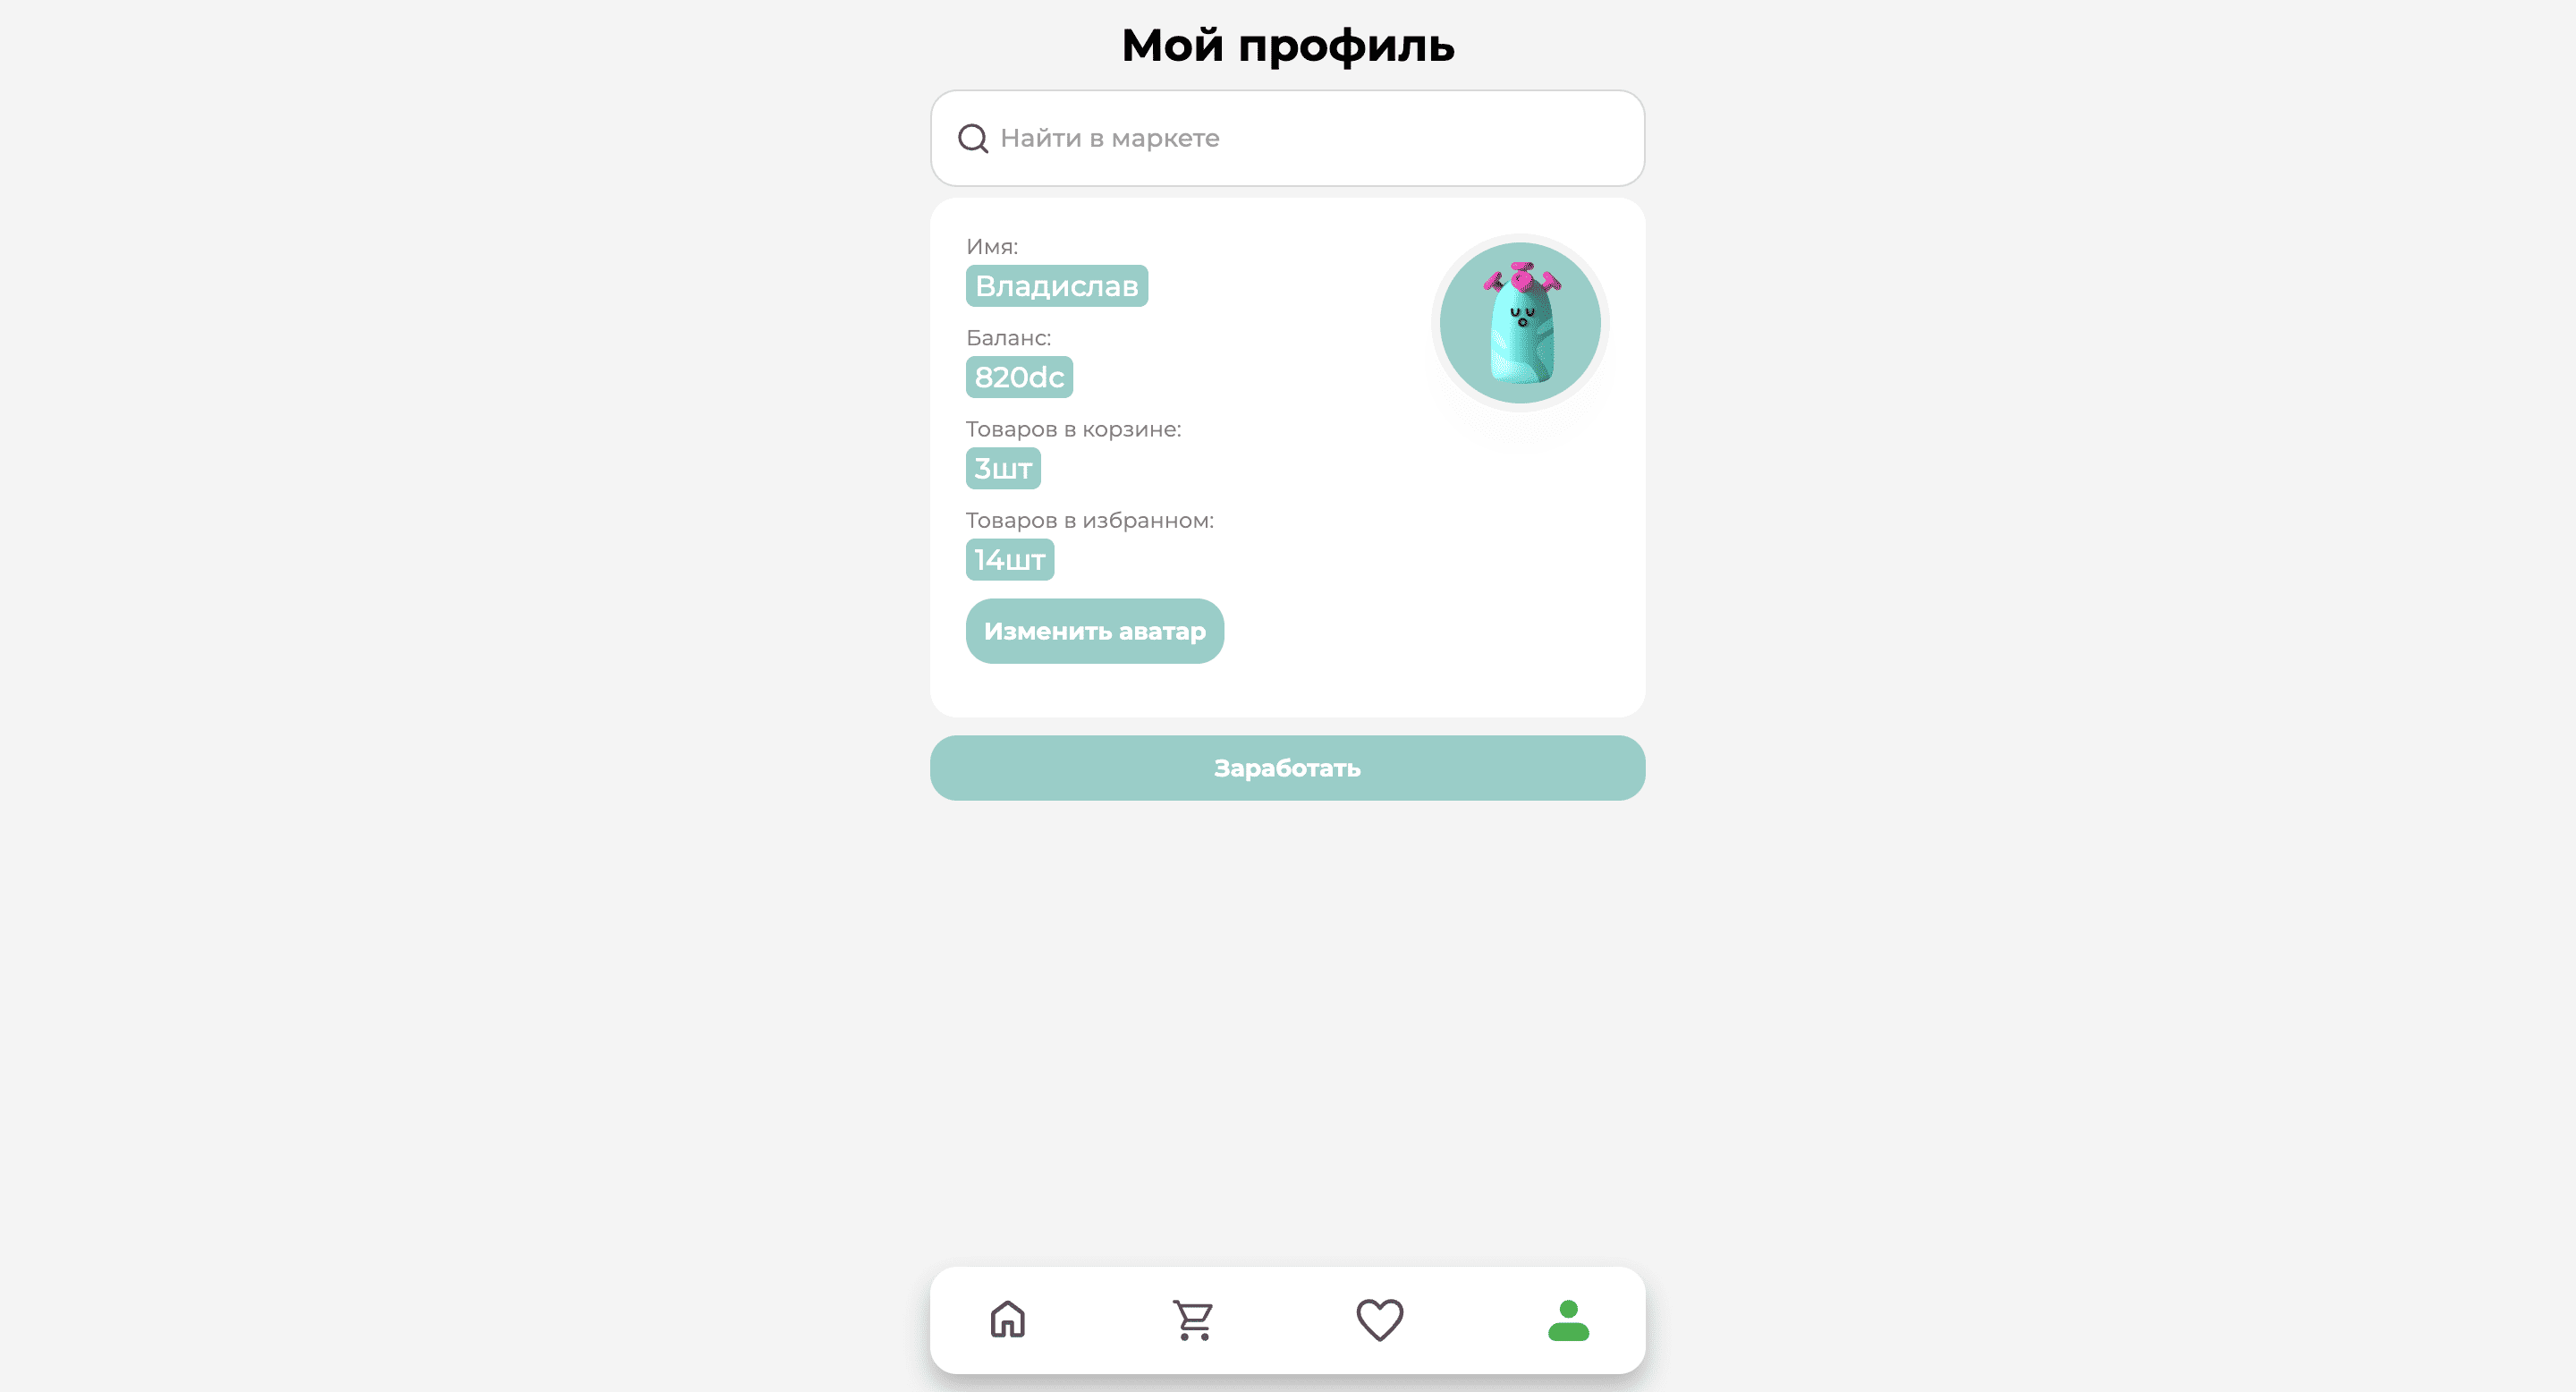 Мой профиль
Найти в маркете
Имя:
Владислав
Баланс:
820dc
Товаров в корзине:
3шт
Товаров в избранном:
14шт
Изменить аватар
Заработать